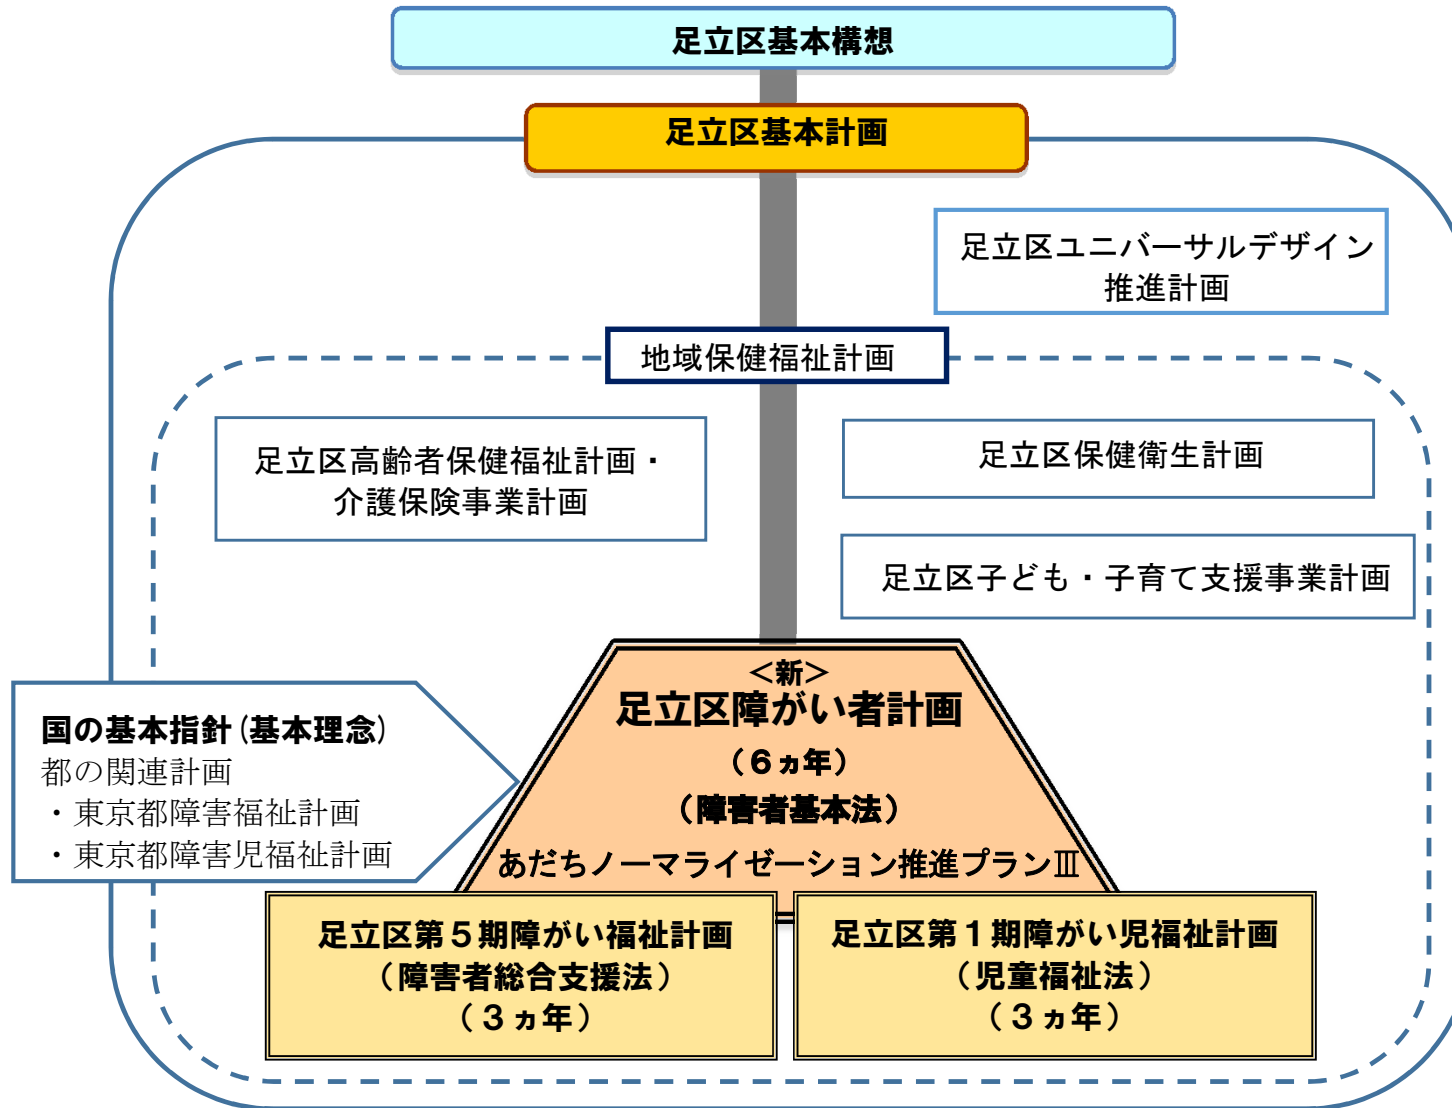 足立区基本構想
足立区基本計画
足立区ユニバーサルデザイン
推進計画
地域保健福祉計画
足立区高齢者保健福祉計画・
介護保険事業計画
足立区保健衛生計画
足立区子ども・子育て支援事業計画
<新>
足立区障がい者計画
（６ヵ年）
（障害者基本法）
あだちノーマライゼーション推進プランⅢ
国の基本指針(基本理念)
都の関連計画
・東京都障害福祉計画
・東京都障害児福祉計画
足立区第５期障がい福祉計画
（障害者総合支援法）
（３ヵ年）
足立区第１期障がい児福祉計画
（児童福祉法）
（３ヵ年）